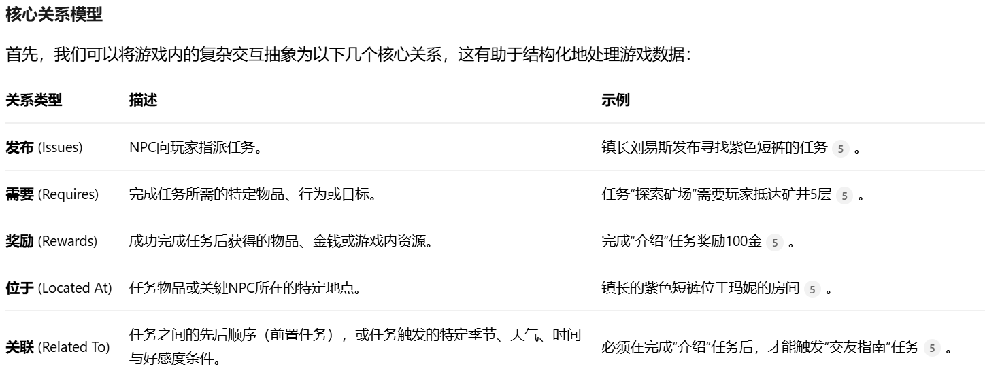 核心关系模型
首先，我们可以将游戏内的复杂交互抽象为以下几个核心关系，这有助于结构化地处理游戏数据：
关系类型 描述 示例
发布 (Issues) NPC向玩家指派任务。 镇长刘易斯发布寻找紫色短裤的任务 5 。
需要 (Requires) 完成任务所需的特定物品、行为或目标。 任务“探索矿场”需要玩家抵达矿井5层 5 。
奖励 (Rewards) 成功完成任务后获得的物品、金钱或游戏内资源。 完成“介绍”任务奖励100金 5 。
位于 (Located At) 任务物品或关键NPC所在的特定地点。 镇长的紫色短裤位于玛妮的房间 5 。
关联 (Related To) 任务之间的先后顺序（前置任务），或任务触发的特定季节、天气、时间
与好感度条件。 必须在完成“介绍”任务后，才能触发“交友指南”任务 5 。